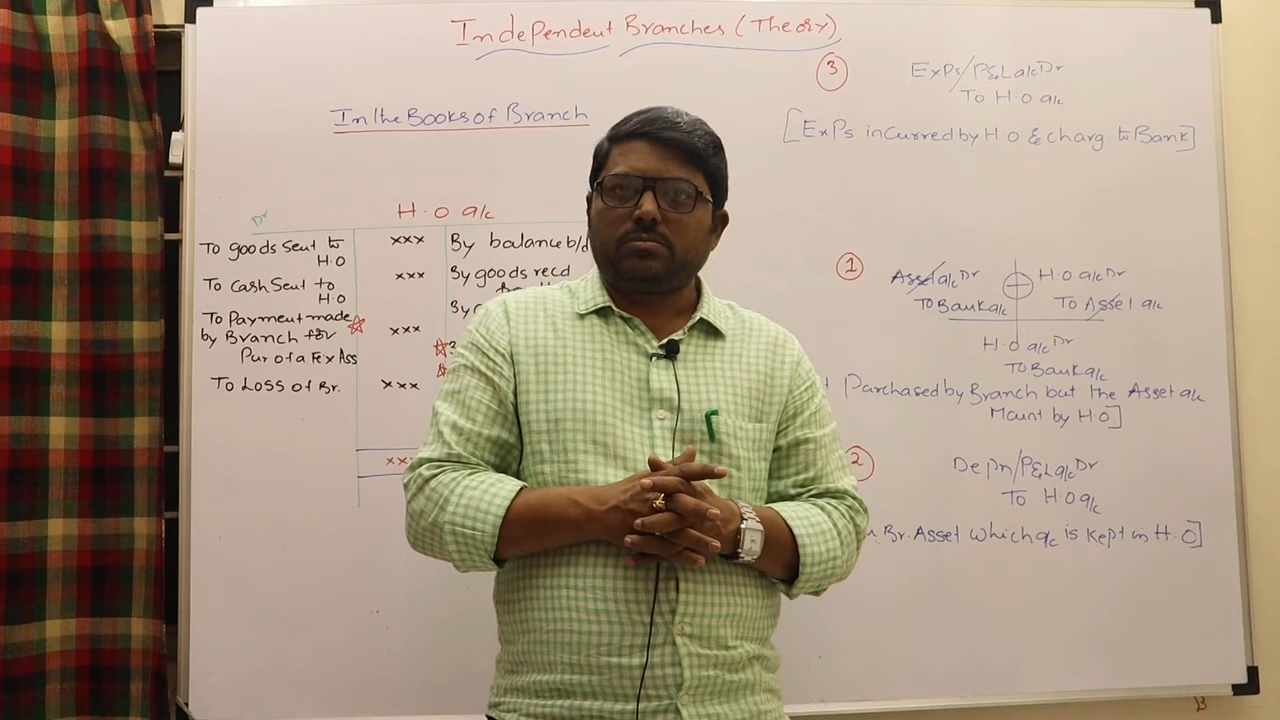 Independent Branches (Theory)
In the Books of Branch
Dr
H.O a/c
To goods Sent to
H.O
xxx
By balance b/d
To Cash Sent to
H.O
xxx
By goods recd
To Payment made
by Branch for
Pur of a Fix Ass
xxx
By
To Loss of Br.
xxx
xx
3
Exps/P&L a/c Dr
To H.O a/c
[Exps incurred by H O & charg. to Bank]
1
Asset a/c Dr
To Bank a/c
H.O a/c Dr
To Asset a/c
H.O a/c Dr
To Bank a/c
Purchased by Branch but the Asset a/c
Maint by H.O.]
2
Depn/P&L a/c Dr
To H.O a/c
Br. Asset which a/c is kept in H.O]